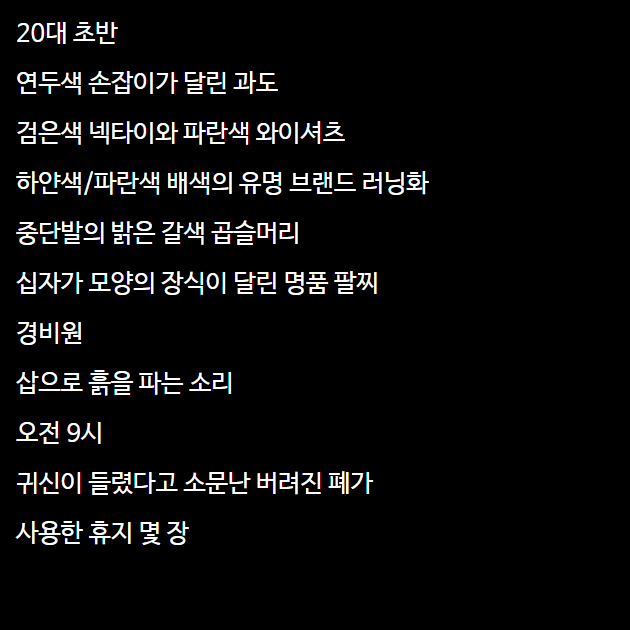 20대 초반
연두색 손잡이가 달린 과도
검은색 넥타이와 파란색 와이셔츠
하얀색/파란색 배색의 유명 브랜드 러닝화
중단발의 밝은 갈색 곱슬머리
십자가 모양의 장식이 달린 명품 팔찌
경비원
삽으로 흙을 파는 소리
오전 9시
귀신이 들렸다고 소문난 버려진 폐가
사용한 휴지 몇 장